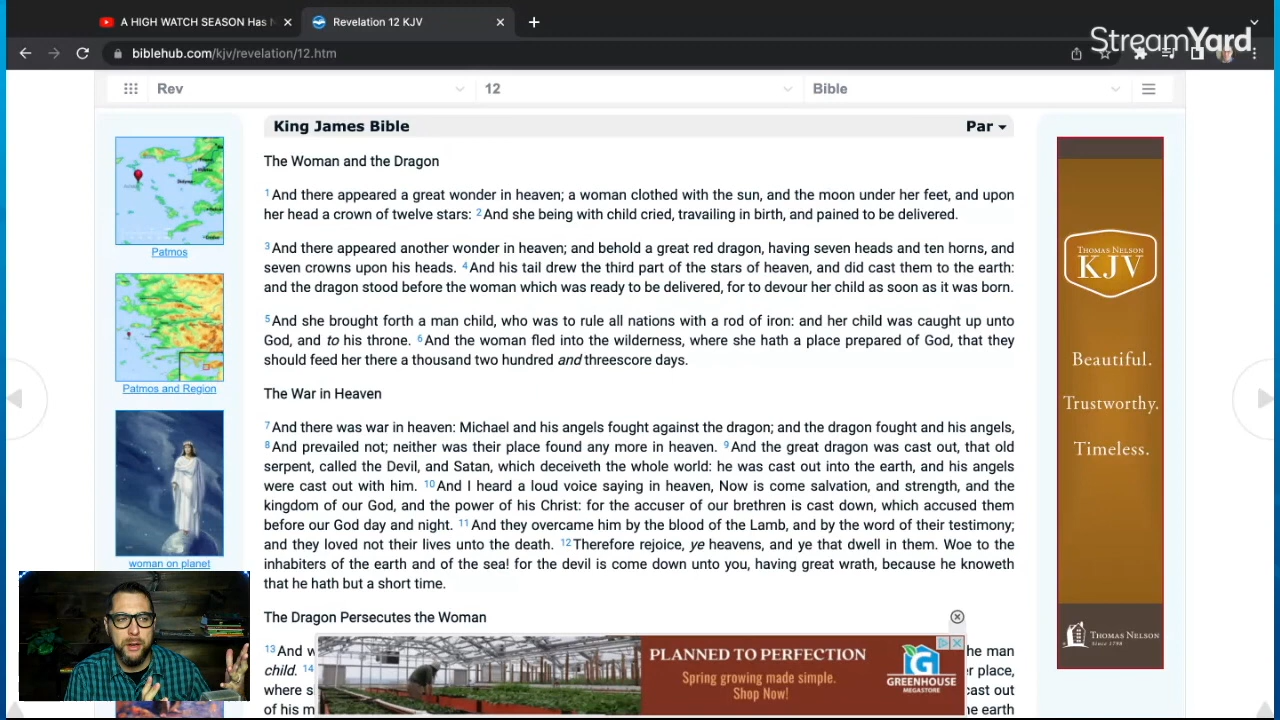 A HIGH WATCH SEASON Has
Revelation 12 KJV
StreamYard
biblehub.com/kjv/revelation/12.htm
Rev
12
Bible
King James Bible
Par
The Woman and the Dragon
1 And there appeared a great wonder in heaven; a woman clothed with the sun, and the moon under her feet, and upon
her head a crown of twelve stars: 2 And she being with child cried, travailing in birth, and pained to be delivered.
3 And there appeared another wonder in heaven; and behold a great red dragon, having seven heads and ten horns, and
seven crowns upon his heads. 4 And his tail drew the third part of the stars of heaven, and did cast them to the earth:
and the dragon stood before the woman which was ready to be delivered, for to devour her child as soon as it was born.
5 And she brought forth a man child, who was to rule all nations with a rod of iron: and her child was caught up unto
God, and to his throne. 6 And the woman fled into the wilderness, where she hath a place prepared of God, that they
should feed her there a thousand two hundred and threescore days.
The War in Heaven
7 And there was war in heaven: Michael and his angels fought against the dragon; and the dragon fought and his angels,
8 And prevailed not; neither was their place found any more in heaven. 9 And the great dragon was cast out, that old
serpent, called the Devil, and Satan, which deceiveth the whole world: he was cast out into the earth, and his angels
were cast out with him. 10 And I heard a loud voice saying in heaven, Now is come salvation, and strength, and the
kingdom of our God, and the power of his Christ: for the accuser of our brethren is cast down, which accused them
before our God day and night. 11 And they overcame him by the blood of the Lamb, and by the word of their testimony;
and they loved not their lives unto the death. 12 Therefore rejoice, ye heavens, and ye that dwell in them. Woe to the
inhabiters of the earth and of the sea! for the devil is come down unto you, having great wrath, because he knoweth
that he hath but a short time.
The Dragon Persecutes the Woman
13 And w
he man
child. 14
r place,
where s
cast out
of his m
he earth
Patmos
Patmos and Region
woman on planet
THOMAS NELSON
KJV
Beautiful.
Trustworthy.
Timeless.
THOMAS NELSON
Since 1798
PLANNED TO PERFECTION
Spring growing made simple.
Shop Now!
GREENHOUSE
MEGASTORE